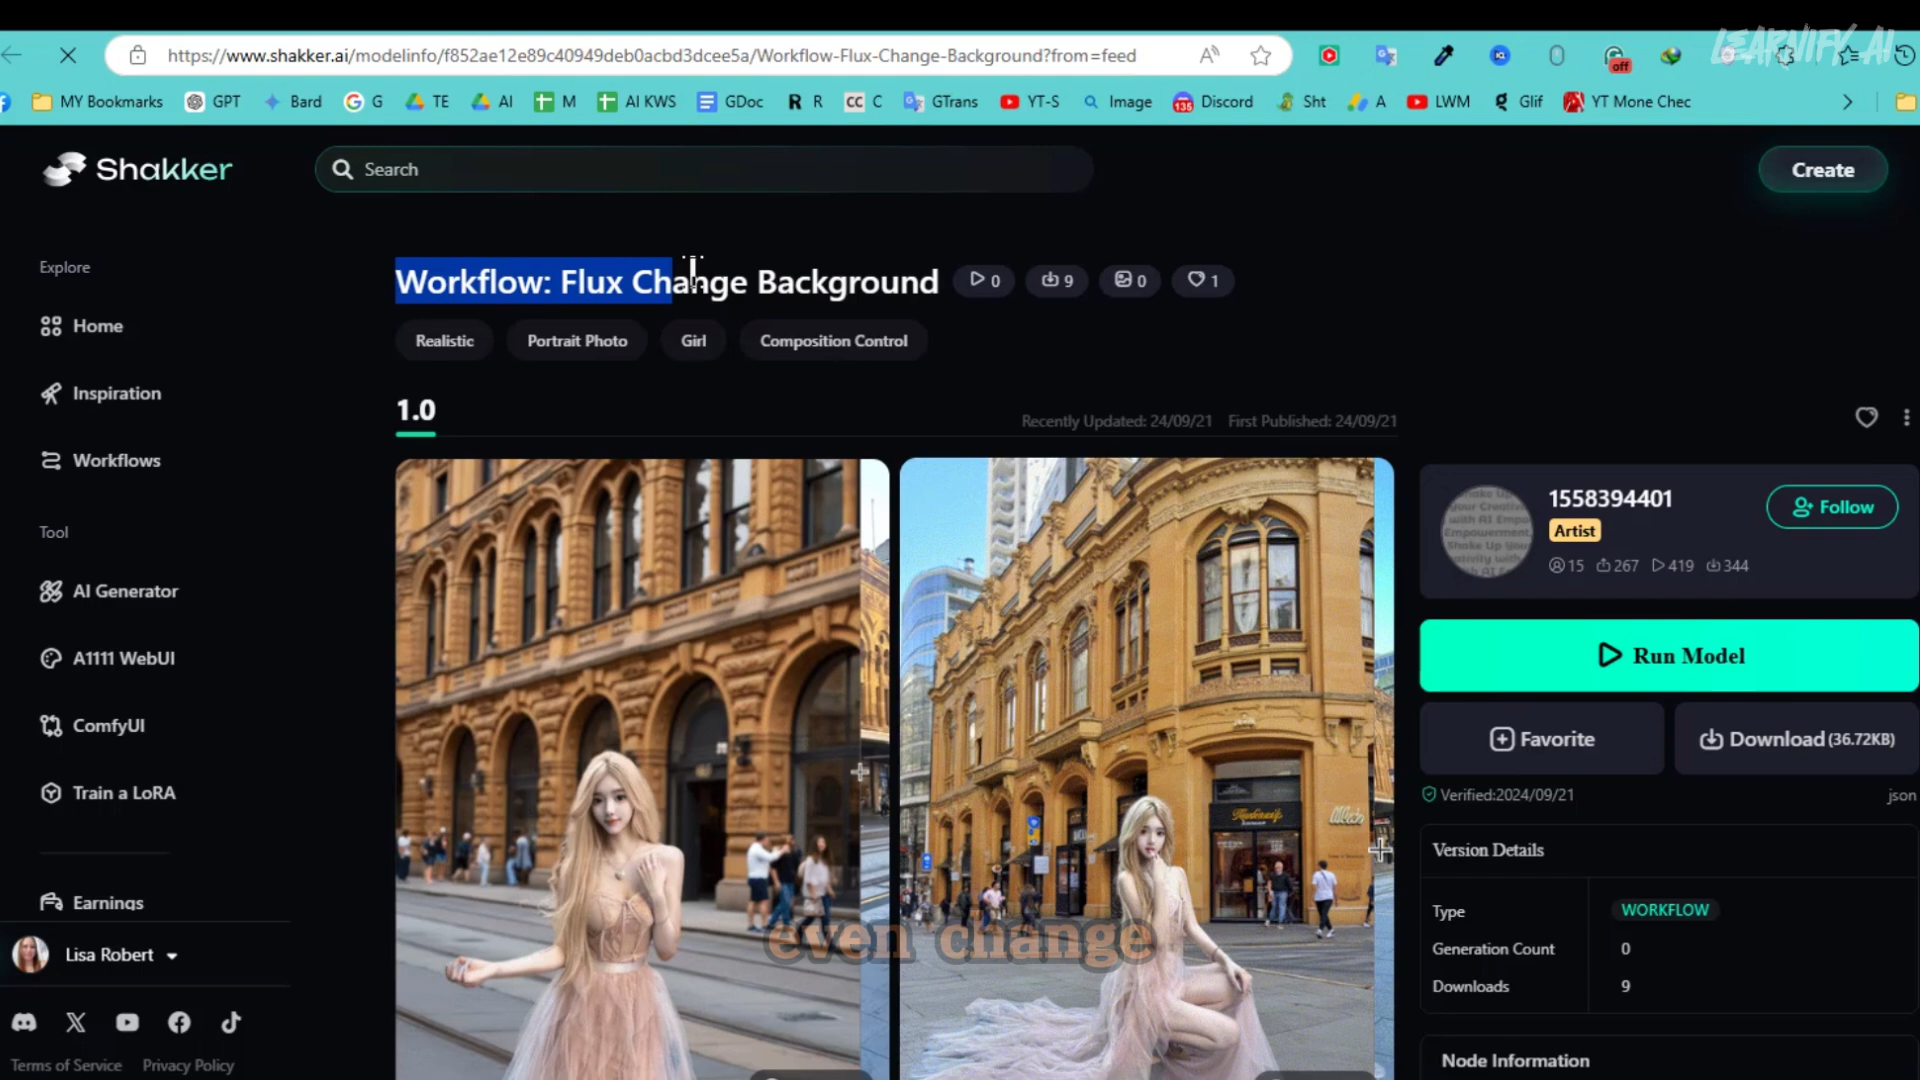 LEARNIFY AI
https://www.shakker.ai/modelinfo/f852ae12e89c40949deb0acbd3dcee5a/Workflow-Flux-Change-Background?from=feed
off
MY Bookmarks GPT Bard G TE AI M AI KWS GDoc R R CC C GTrans YT-S Image 135 Discord Sht A LWM Glif YT Mone Chec
Shakker
Search
Create
Explore
Home
Inspiration
Workflows
Tool
AI Generator
A1111 WebUI
ComfyUI
Train a LoRA
Earnings
Lisa Robert
Terms of Service Privacy Policy
Workflow: Flux Change Background 0 9 0 1
Realistic Portrait Photo Girl Composition Control
1.0
Recently Updated: 24/09/21 First Published: 24/09/21
even change
1558394401
Artist
Follow
15 267 419 344
Run Model
Favorite
Download (36.72KB)
Verified:2024/09/21 json
Version Details
Type WORKFLOW
Generation Count 0
Downloads 9
Node Information